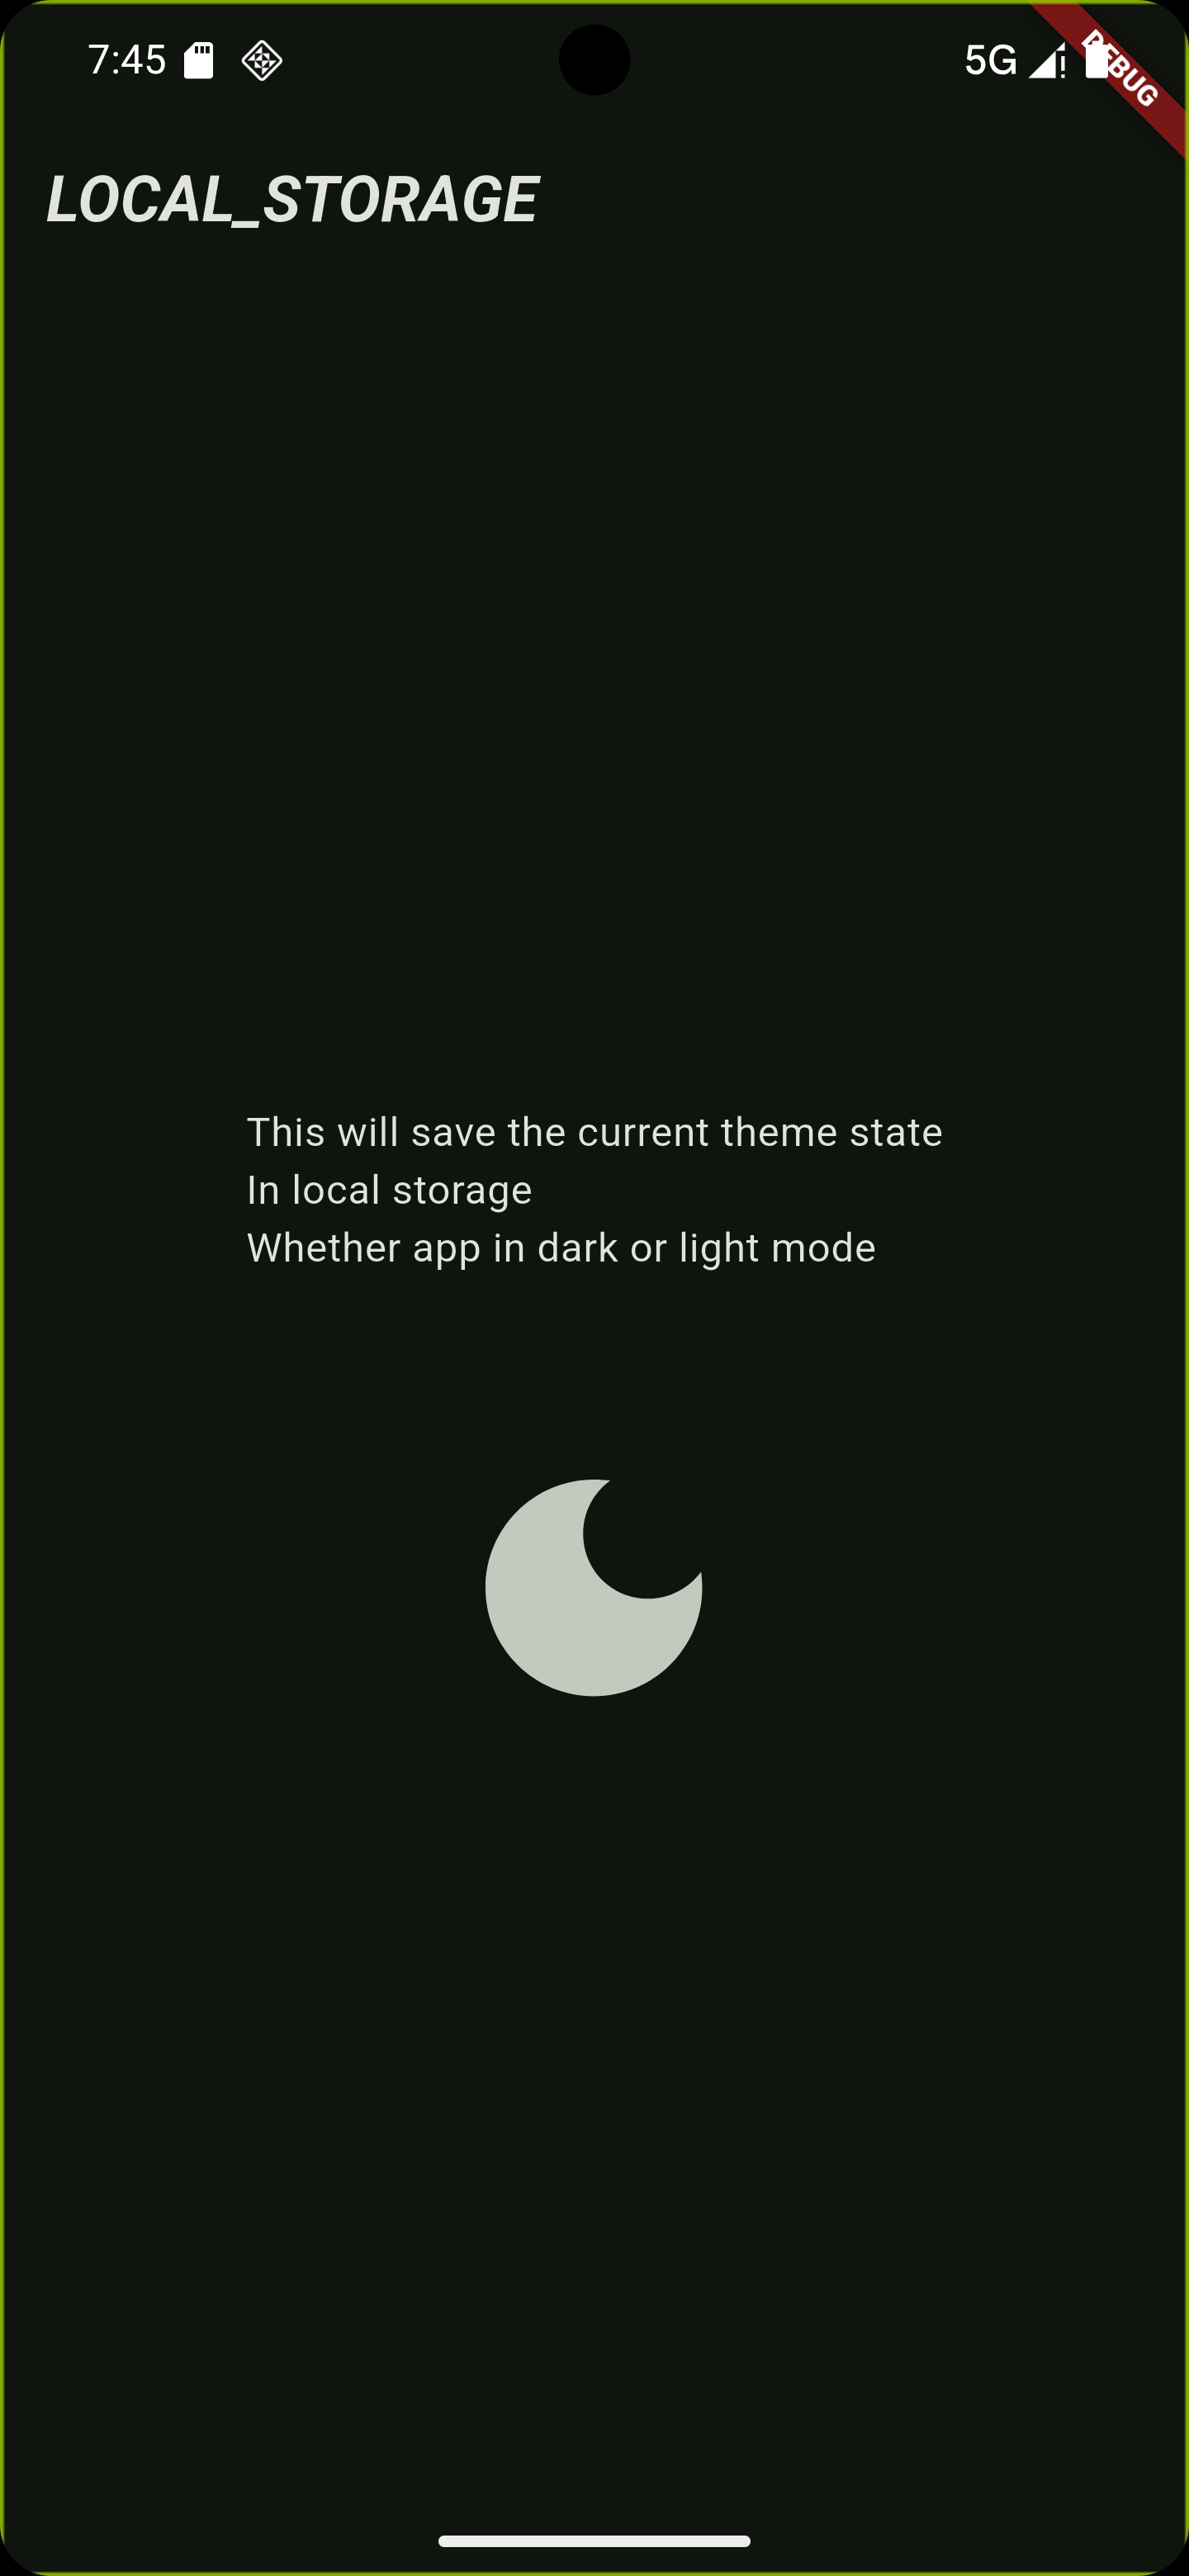 7:45
5G
DEBUG
LOCAL_STORAGE
This will save the current theme state
In local storage
Whether app in dark or light mode